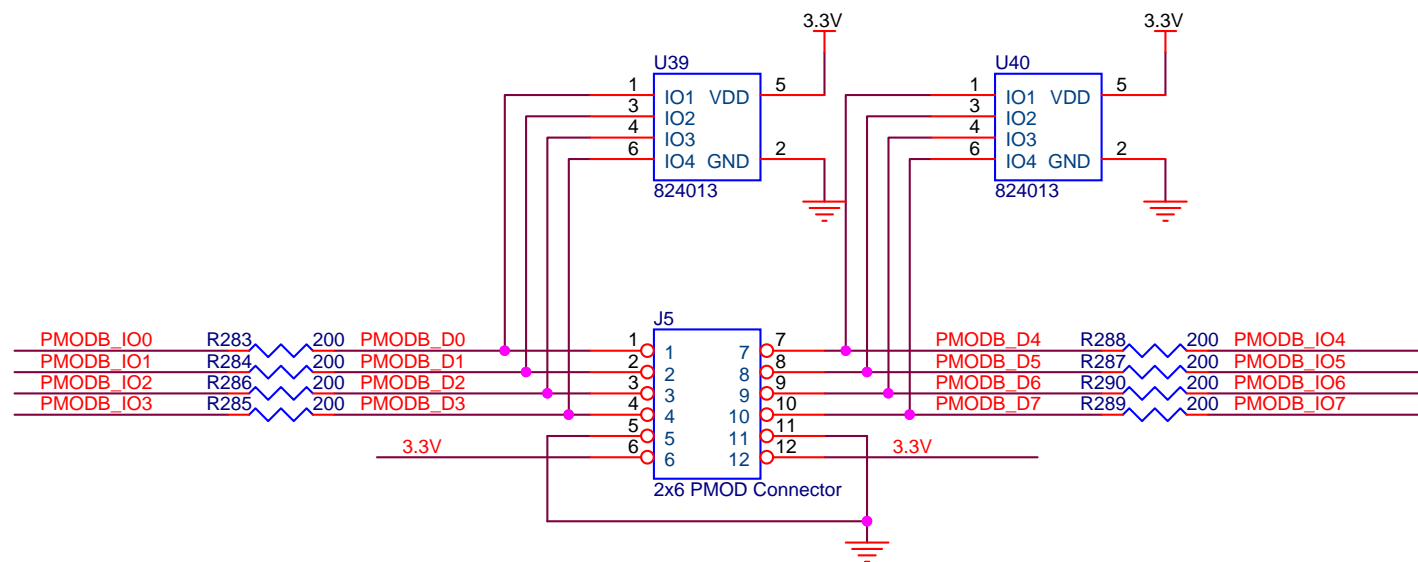 3.3V 3.3V
U39 U40
1 IO1 VDD 5 1 IO1 VDD 5
3 IO2 3 IO2
4 IO3 4 IO3
6 IO4 GND 2 6 IO4 GND 2
824013 824013
J5
PMODB_IO0 R283 200 PMODB_D0 1 1 7 7 PMODB_D4 R288 200 PMODB_IO4
PMODB_IO1 R284 200 PMODB_D1 2 2 8 8 PMODB_D5 R287 200 PMODB_IO5
PMODB_IO2 R286 200 PMODB_D2 3 3 9 9 PMODB_D6 R290 200 PMODB_IO6
PMODB_IO3 R285 200 PMODB_D3 4 4 10 10 PMODB_D7 R289 200 PMODB_IO7
5 5 11 11
3.3V 6 6 12 12 3.3V
2x6 PMOD Connector